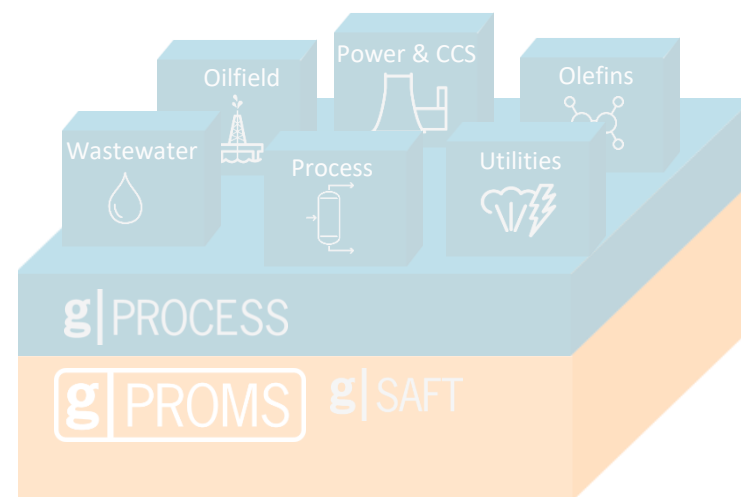 Power & CCS
Oilfield
Olefins
Wastewater
Process
Utilities
g|PROCESS
g|PROMS
g|SAFT